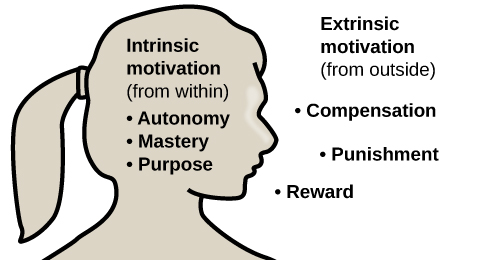 Intrinsic
motivation
(from within)
• Autonomy
• Mastery
• Purpose
Extrinsic
motivation
(from outside)
• Compensation
• Punishment
• Reward